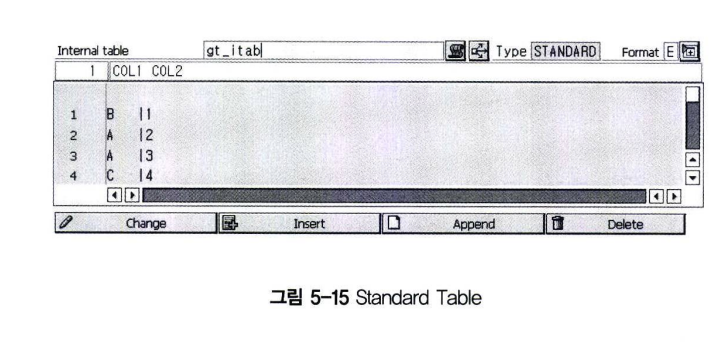 Internal table gt_itab Type STANDARD Format E
1 COL1 COL2
1 B |1
2 A |2
3 A |3
4 C |4
Change Insert Append Delete
그림 5-15 Standard Table